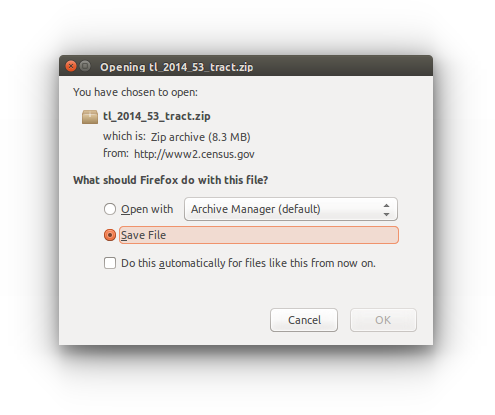 Opening tl_2014_53_tract.zip
You have chosen to open:
tl_2014_53_tract.zip
which is: Zip archive (8.3 MB)
from: http://www2.census.gov
What should Firefox do with this file?
Open with Archive Manager (default)
Save File
Do this automatically for files like this from now on.
Cancel OK